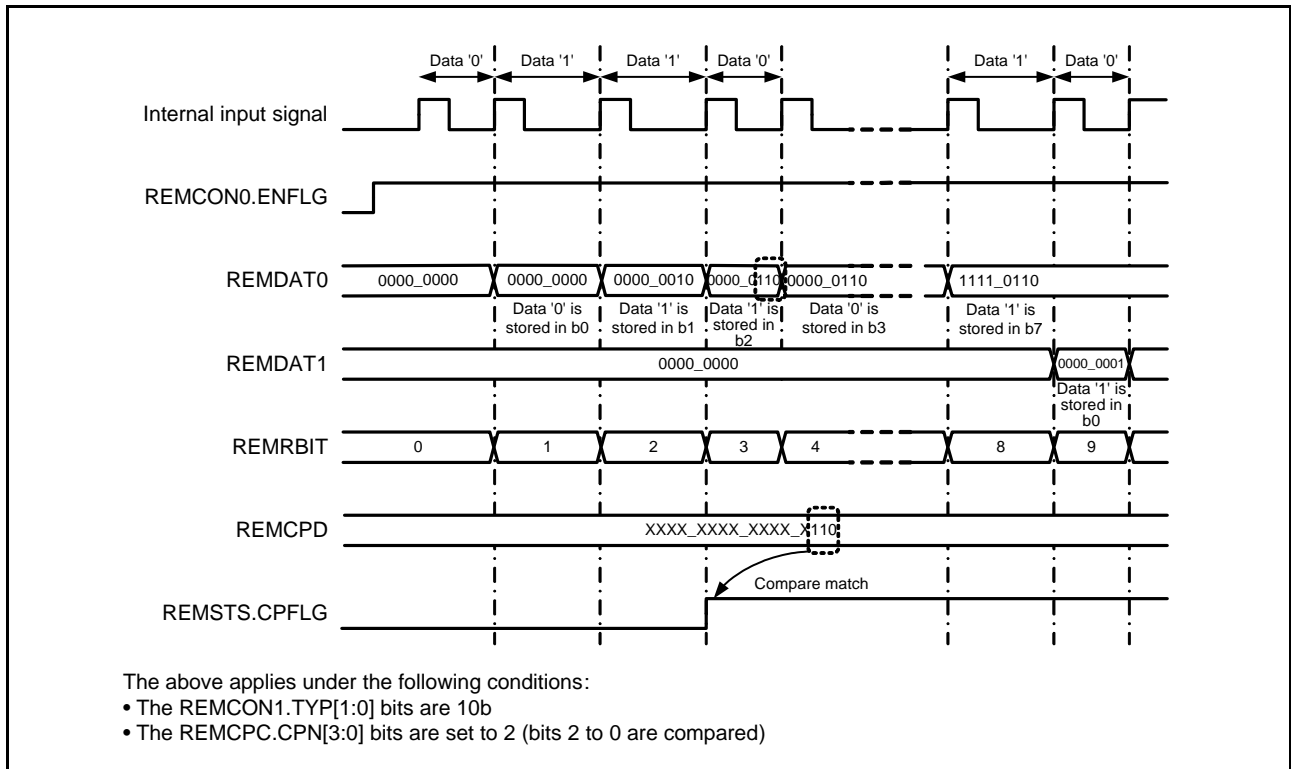 Data '0' Data '1' Data '1' Data '0' Data '1' Data '0'
Internal input signal
REMCON0.ENFLG
REMDAT0 0000_0000 0000_0000 0000_0010 0000_0110 0000_0110 1111_0110
Data '0' is stored in b0
Data '1' is stored in b1
Data '1' is stored in b2
Data '0' is stored in b3
Data '1' is stored in b7
REMDAT1 0000_0000 0000_0001
Data '1' is stored in b0
REMRBIT 0 1 2 3 4 8 9
REMCPD XXXX_XXXX_XXXX_X110
Compare match
REMSTS.CPFLG
The above applies under the following conditions:
• The REMCON1.TYP[1:0] bits are 10b
• The REMCPC.CPN[3:0] bits are set to 2 (bits 2 to 0 are compared)